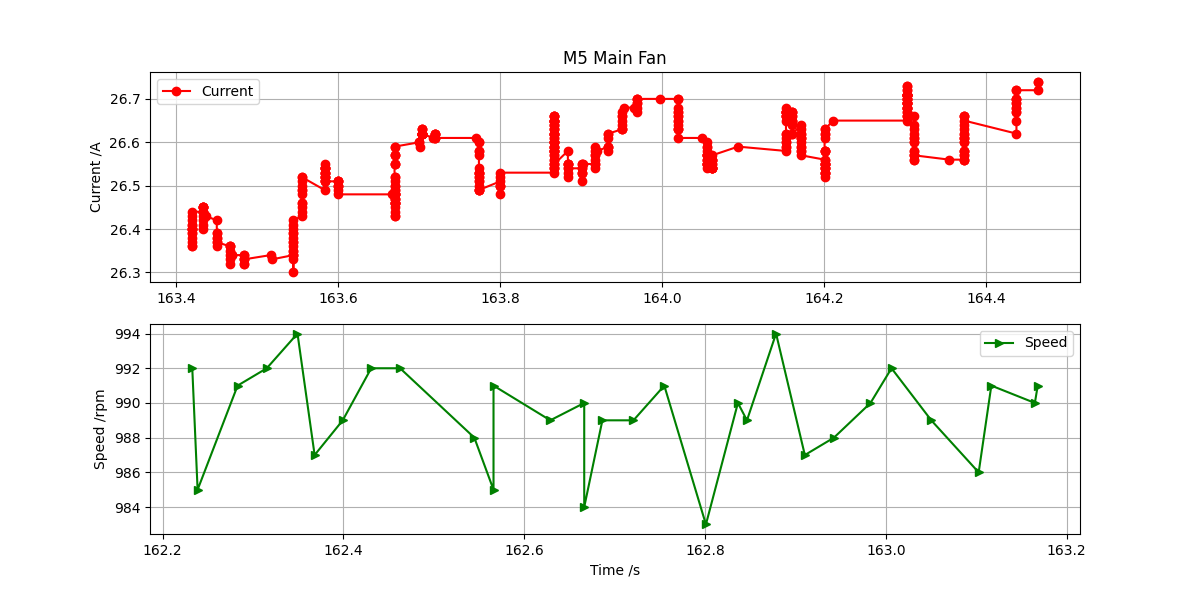 M5 Main Fan
Current /A
26.7
26.6
26.5
26.4
26.3
Current
163.4 163.6 163.8 164.0 164.2 164.4
Speed /rpm
994
992
990
988
986
984
Speed
162.2 162.4 162.6 162.8 163.0 163.2
Time /s